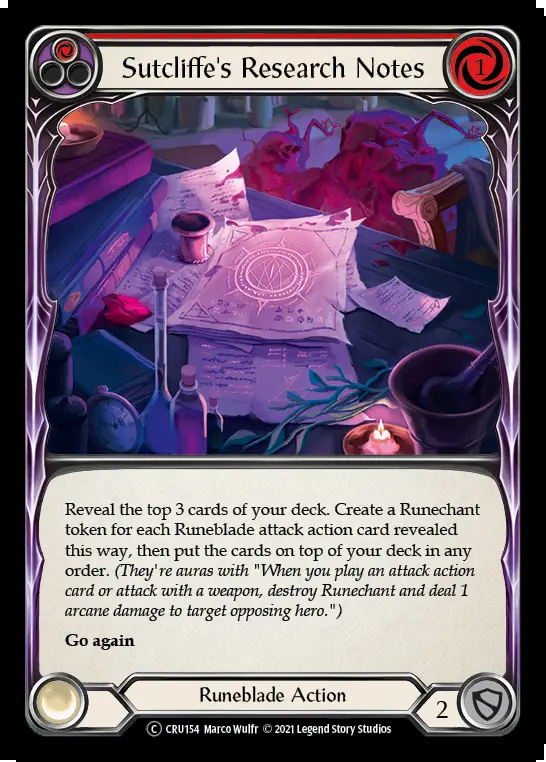 Sutcliffe's Research Notes
1
Reveal the top 3 cards of your deck. Create a Runechant
token for each Runeblade attack action card revealed
this way, then put the cards on top of your deck in any
order. (They're auras with "When you play an attack action
card or attack with a weapon, destroy Runechant and deal 1
arcane damage to target opposing hero.")
Go again
Runeblade Action
2
C CRU154 Marco Wulfr © 2021 Legend Story Studios